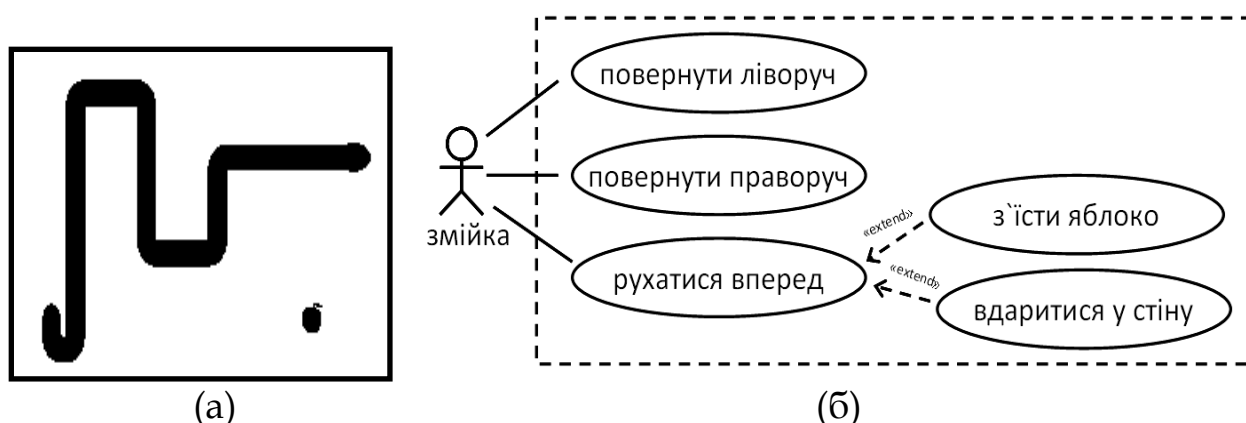 повернути ліворуч
повернути праворуч
змійка
рухатися вперед
«extend»
з`їсти яблоко
«extend»
вдаритися у стіну
(а)
(б)